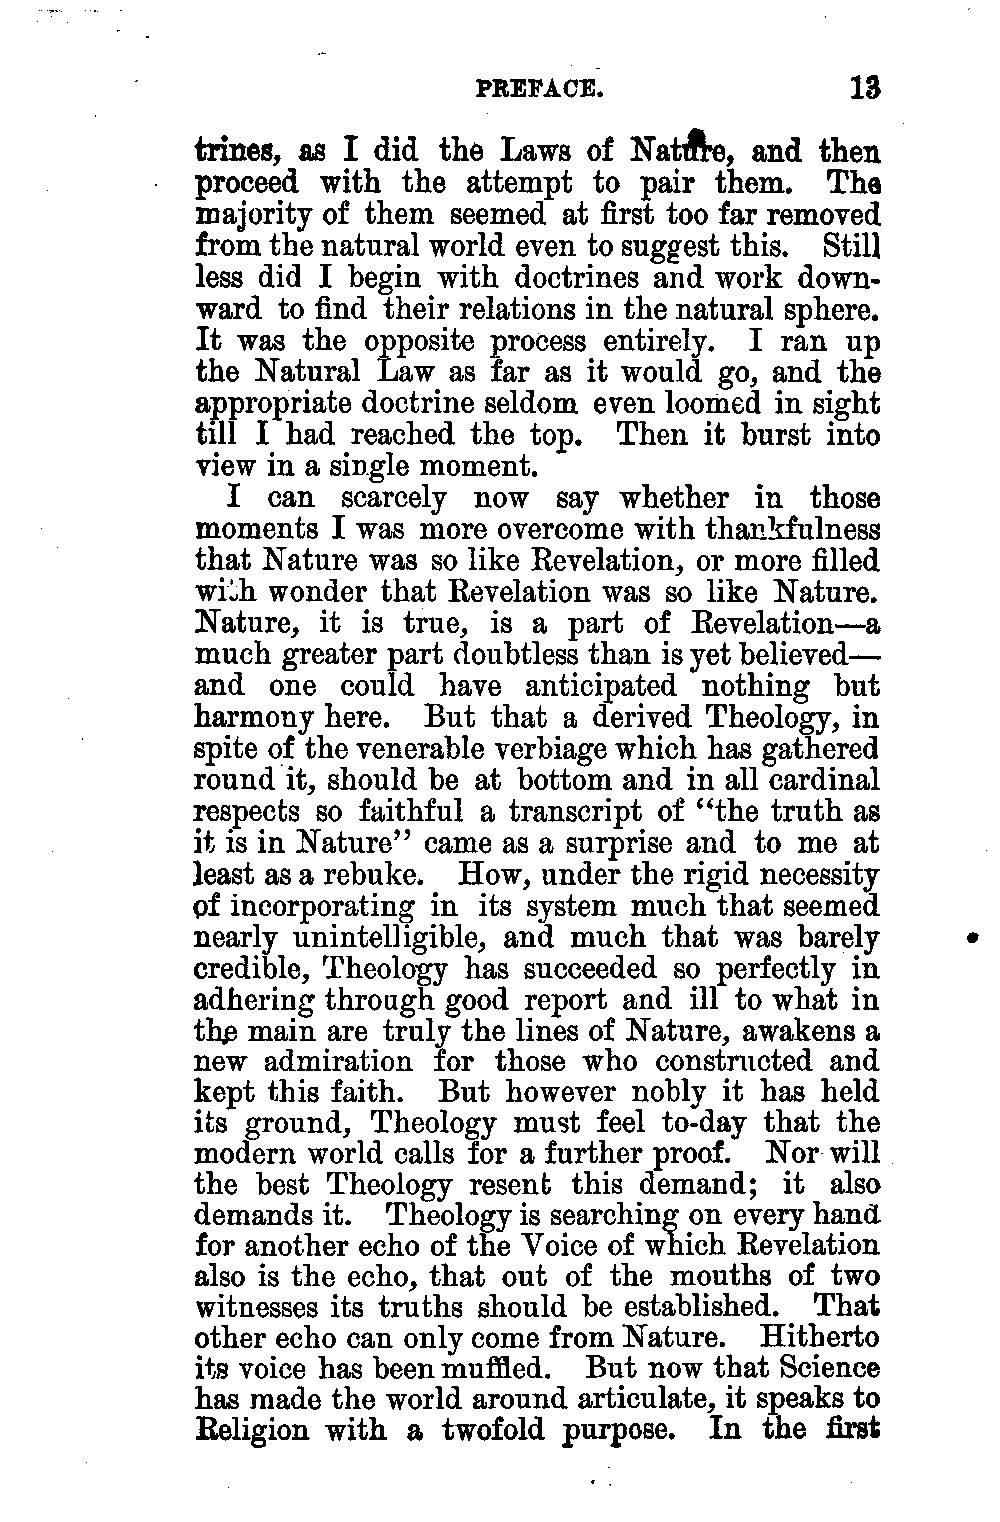 PREFACE. 13
trines, as I did the Laws of Nature, and then
proceed with the attempt to pair them. The
majority of them seemed at first too far removed
from the natural world even to suggest this. Still
less did I begin with doctrines and work down-
ward to find their relations in the natural sphere.
It was the opposite process entirely. I ran up
the Natural Law as far as it would go, and the
appropriate doctrine seldom even loomed in sight
till I had reached the top. Then it burst into
view in a single moment.
I can scarcely now say whether in those
moments I was more overcome with thankfulness
that Nature was so like Revelation, or more filled
with wonder that Revelation was so like Nature.
Nature, it is true, is a part of Revelation—a
much greater part doubtless than is yet believed—
and one could have anticipated nothing but
harmony here. But that a derived Theology, in
spite of the venerable verbiage which has gathered
round it, should be at bottom and in all cardinal
respects so faithful a transcript of "the truth as
it is in Nature" came as a surprise and to me at
least as a rebuke. How, under the rigid necessity
of incorporating in its system much that seemed
nearly unintelligible, and much that was barely
credible, Theology has succeeded so perfectly in
adhering through good report and ill to what in
the main are truly the lines of Nature, awakens a
new admiration for those who constructed and
kept this faith. But however nobly it has held
its ground, Theology must feel to-day that the
modern world calls for a further proof. Nor will
the best Theology resent this demand; it also
demands it. Theology is searching on every hand
for another echo of the Voice of which Revelation
also is the echo, that out of the mouths of two
witnesses its truths should be established. That
other echo can only come from Nature. Hitherto
its voice has been muffled. But now that Science
has made the world around articulate, it speaks to
Religion with a twofold purpose. In the first